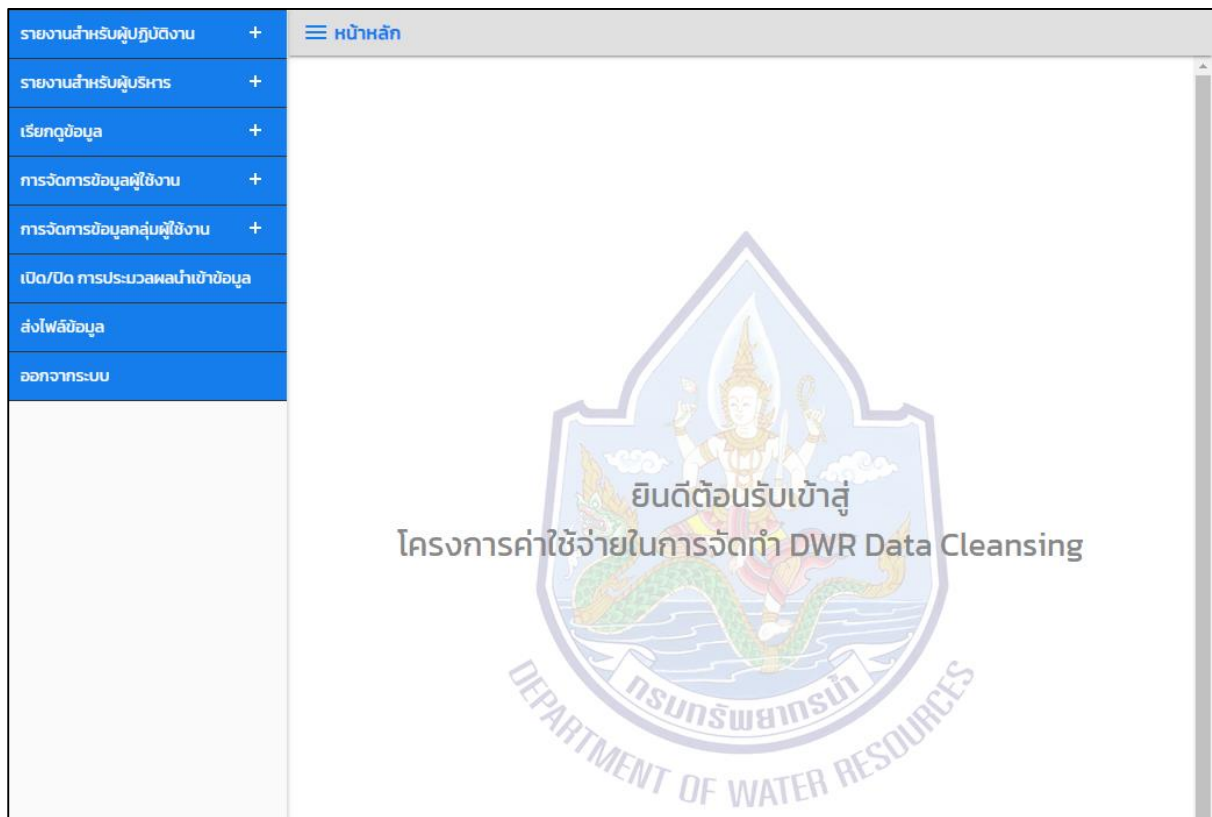 รายงานสำหรับผู้ปฏิบัติงาน +
รายงานสำหรับผู้บริหาร +
เรียกดูข้อมูล +
การจัดการข้อมูลผู้ใช้งาน +
การจัดการข้อมูลกลุ่มผู้ใช้งาน +
เปิด/ปิด การประมวลผลนำเข้าข้อมูล
ส่งไฟล์ข้อมูล
ออกจากระบบ
หน้าหลัก
ยินดีต้อนรับเข้าสู่
โครงการค่าใช้จ่ายในการจัดทำ DWR Data Cleansing
กรมทรัพยากรน้ำ
DEPARTMENT OF WATER RESOURCES